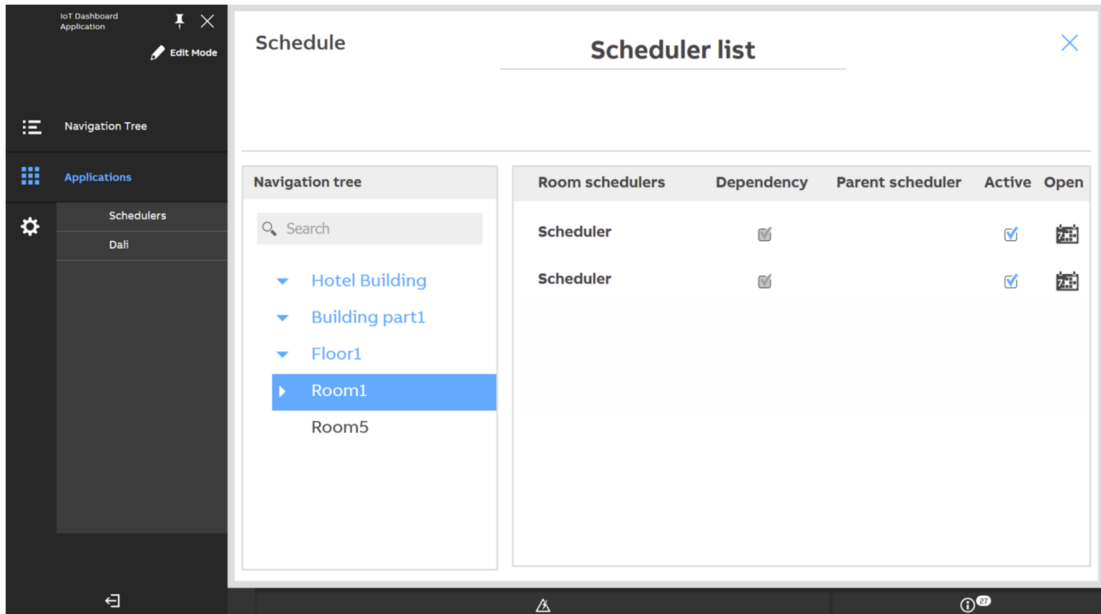 IoT Dashboard
Application
Edit Mode
Navigation Tree
Applications
Schedulers
Dali
Schedule
Scheduler list
Navigation tree
Search
Hotel Building
Building part1
Floor1
Room1
Room5
Room schedulers Dependency Parent scheduler Active Open
Scheduler
Scheduler
27